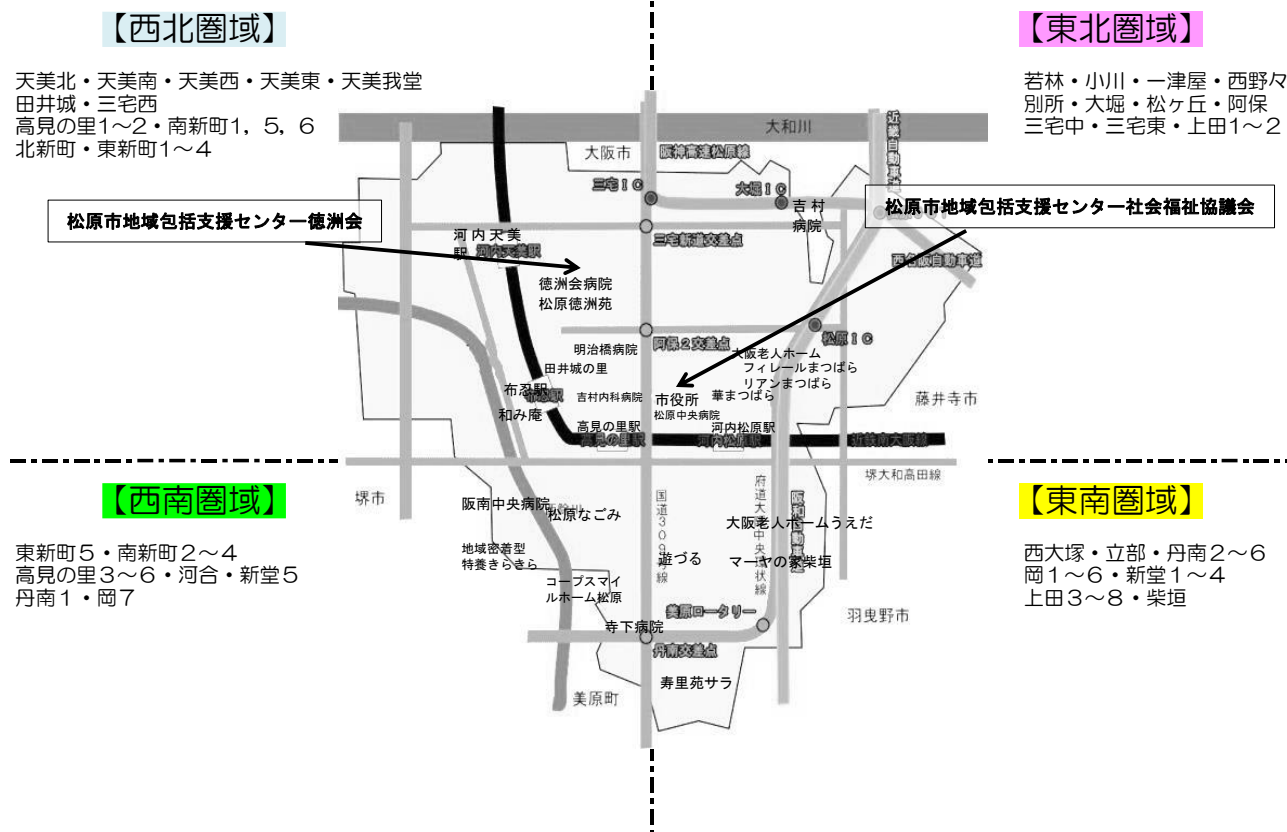 【西北圏域】
天美北・天美南・天美西・天美東・天美我堂
田井城・三宅西
高見の里1～2・南新町1，5，6
北新町・東新町1～4
【東北圏域】
若林・小川・一津屋・西野々
別所・大堀・松ヶ丘・阿保
三宅中・三宅東・上田1～2
松原市地域包括支援センター徳洲会
松原市地域包括支援センター社会福祉協議会
大和川
大阪市
阪神高速松原線
近畿自動車道
三宅ＩＣ
大堀ＩＣ
吉村
病院
河内天美
駅
河内天美駅
三宅新道交差点
西名阪自動車道
徳洲会病院
松原徳洲苑
明治橋病院
阿保２交差点
松原ＩＣ
大阪老人ホーム
フィレールまつばら
リアンまつばら
田井城の里
布忍駅
布忍駅
和み庵
吉村内科病院
市役所
華まつばら
松原中央病院
藤井寺市
高見の里駅
高見の里駅
河内松原駅
河内松原駅
近鉄南大阪線
堺大和高田線
【西南圏域】
東新町5・南新町2～4
高見の里3～6・河合・新堂5
丹南1・岡7
【東南圏域】
西大塚・立部・丹南2～6
岡1～6・新堂1～4
上田3～8・柴垣
堺市
阪南中央病院
松原なごみ
国道３０９号線
府道大阪中央環状線
阪和自動車道
大阪老人ホームうえだ
地域密着型
特養きらきら
遊づる
マーヤの家柴垣
コープスマイ
ルホーム松原
美原ロータリー
羽曳野市
寺下病院
丹南交差点
寿里苑サラ
美原町